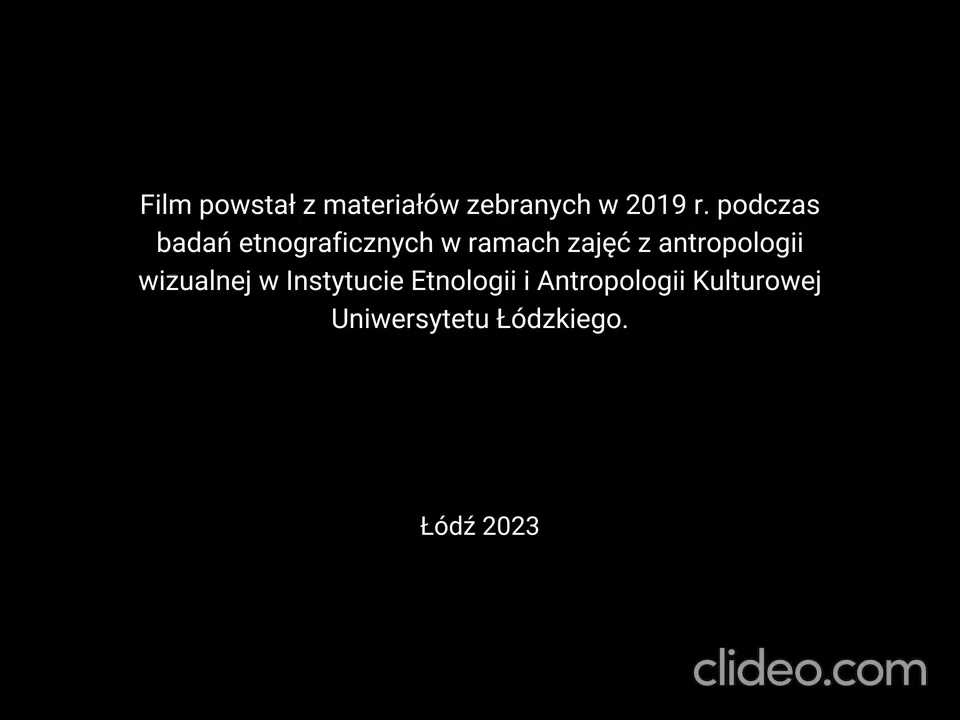 Film powstał z materiałów zebranych w 2019 r. podczas
badań etnograficznych w ramach zajęć z antropologii
wizualnej w Instytucie Etnologii i Antropologii Kulturowej
Uniwersytetu Łódzkiego.
Łódź 2023
clideo.com